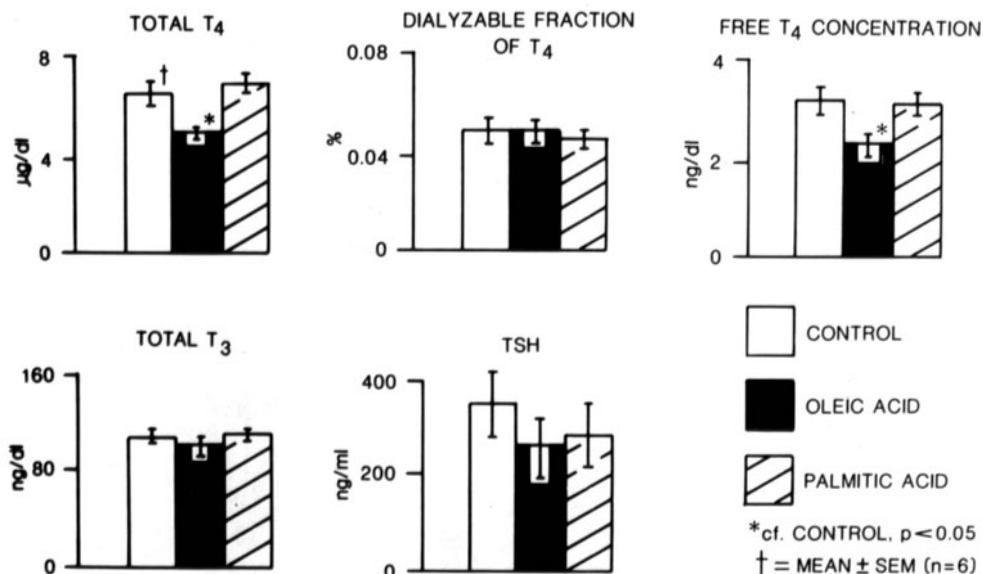 TOTAL T4
8
†
*
4
µg/dl
0
DIALYZABLE FRACTION
OF T4
0.08
%
0.04
0
FREE T4 CONCENTRATION
4
*
2
ng/dl
0
TOTAL T3
160
ng/dl
80
0
TSH
400
ng/ml
200
0
CONTROL
OLEIC ACID
PALMITIC ACID
*cf. CONTROL, p<0.05
† = MEAN ± SEM (n=6)